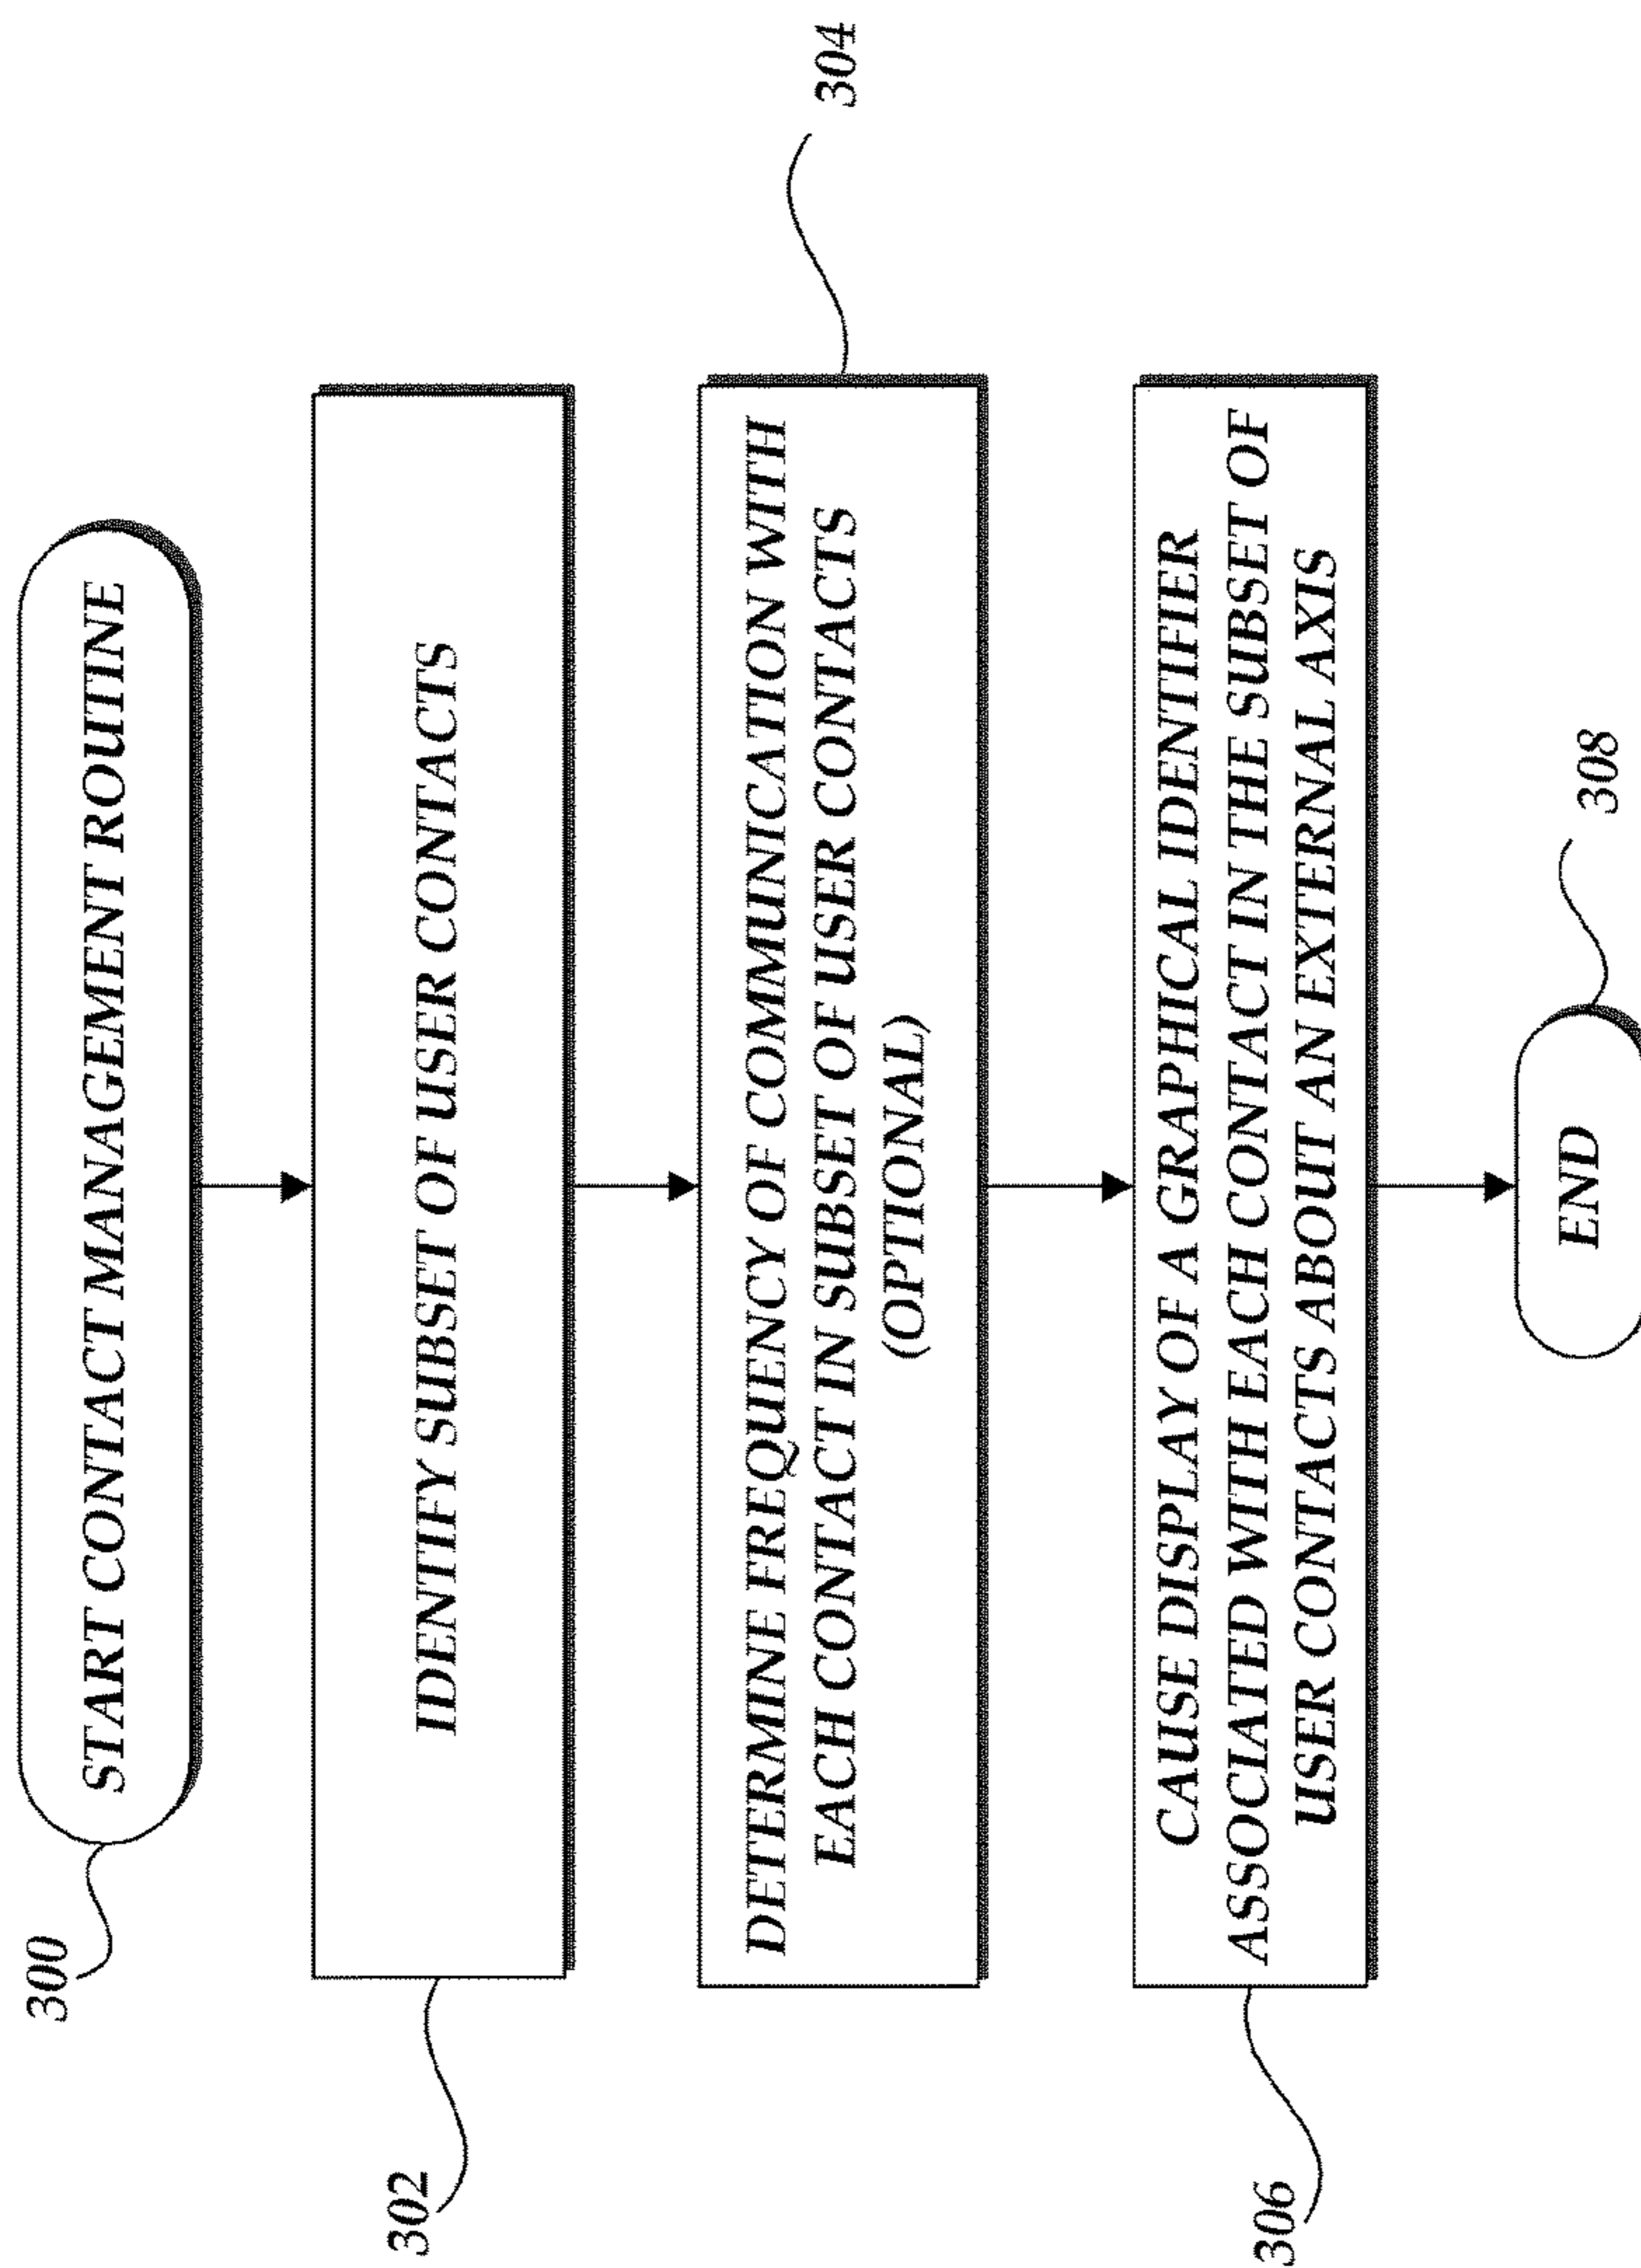 300
START CONTACT MANAGEMENT ROUTINE
302
IDENTIFY SUBSET OF USER CONTACTS
304
DETERMINE FREQUENCY OF COMMUNICATION WITH
EACH CONTACT IN SUBSET OF USER CONTACTS
(OPTIONAL)
306
CAUSE DISPLAY OF A GRAPHICAL IDENTIFIER
ASSOCIATED WITH EACH CONTACT IN THE SUBSET OF
USER CONTACTS ABOUT AN EXTERNAL AXIS
308
END